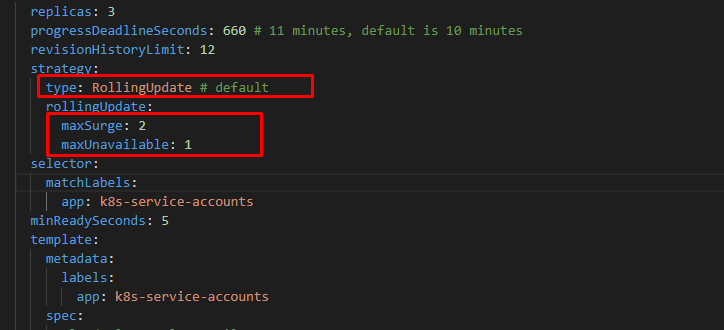 replicas: 3
progressDeadlineSeconds: 660 # 11 minutes, default is 10 minutes
revisionHistoryLimit: 12
strategy:
type: RollingUpdate # default
rollingUpdate:
maxSurge: 2
maxUnavailable: 1
selector:
matchLabels:
app: k8s-service-accounts
minReadySeconds: 5
template:
metadata:
labels:
app: k8s-service-accounts
spec: